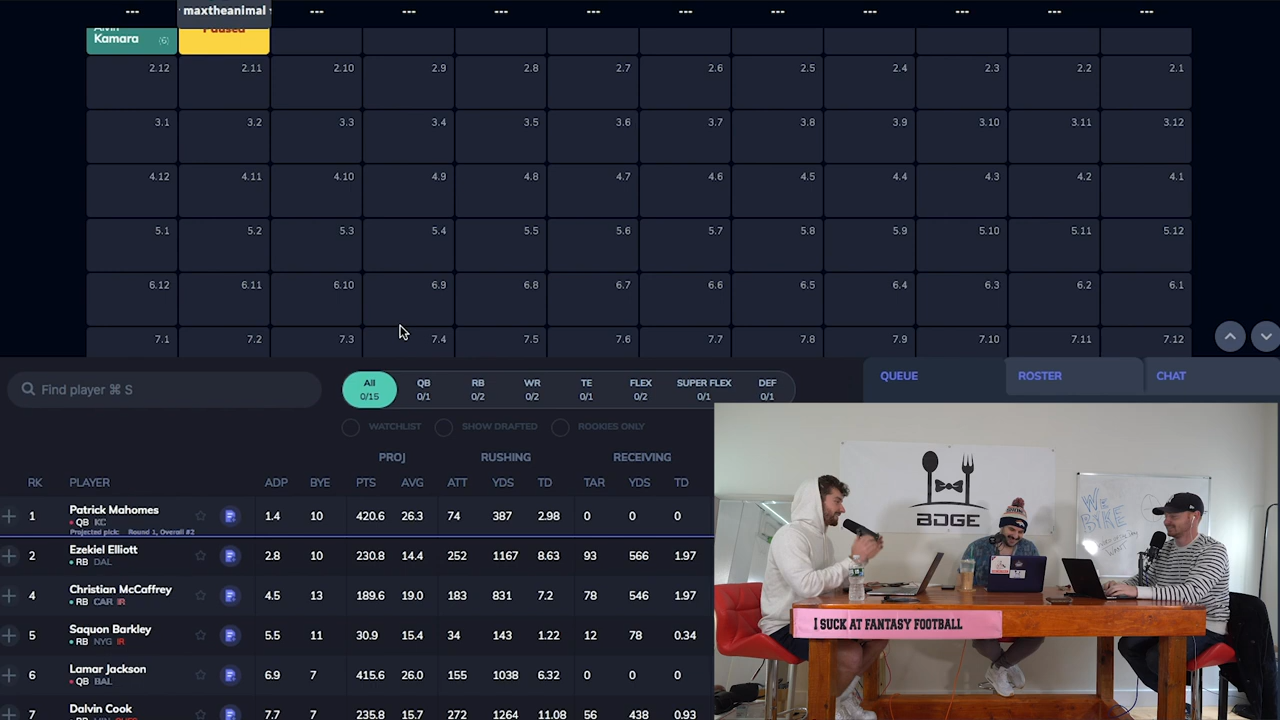 --- maxtheanimal --- --- --- --- --- --- --- --- --- ---
Kamara (6) Paused
2.12 2.11 2.10 2.9 2.8 2.7 2.6 2.5 2.4 2.3 2.2 2.1
3.1 3.2 3.3 3.4 3.5 3.6 3.7 3.8 3.9 3.10 3.11 3.12
4.12 4.11 4.10 4.9 4.8 4.7 4.6 4.5 4.4 4.3 4.2 4.1
5.1 5.2 5.3 5.4 5.5 5.6 5.7 5.8 5.9 5.10 5.11 5.12
6.12 6.11 6.10 6.9 6.8 6.7 6.6 6.5 6.4 6.3 6.2 6.1
7.1 7.2 7.3 7.4 7.5 7.6 7.7 7.8 7.9 7.10 7.11 7.12
Find player ⌘ S
All QB RB WR TE FLEX SUPER FLEX DEF
0/15 0/1 0/2 0/2 0/1 0/2 0/1 0/1
QUEUE ROSTER CHAT
WATCHLIST SHOW DRAFTED ROOKIES ONLY
PROJ RUSHING RECEIVING
RK PLAYER ADP BYE PTS AVG ATT YDS TD TAR YDS TD
1 Patrick Mahomes 1.4 10 420.6 26.3 74 387 2.98 0 0 0
QB KC
Projected pick: Round 1, Overall #2
2 Ezekiel Elliott 2.8 10 230.8 14.4 252 1167 8.63 93 566 1.97
RB DAL
4 Christian McCaffrey 4.5 13 189.6 19.0 183 831 7.2 78 546 1.97
RB CAR IR
5 Saquon Barkley 5.5 11 30.9 15.4 34 143 1.22 12 78 0.34
RB NYG IR
6 Lamar Jackson 6.9 7 415.6 26.0 155 1038 6.32 0 0 0
QB BAL
7 Dalvin Cook 7.7 7 235.8 15.7 272 1264 11.08 56 438 0.93
BDGE
WE
I SUCK AT FANTASY FOOTBALL